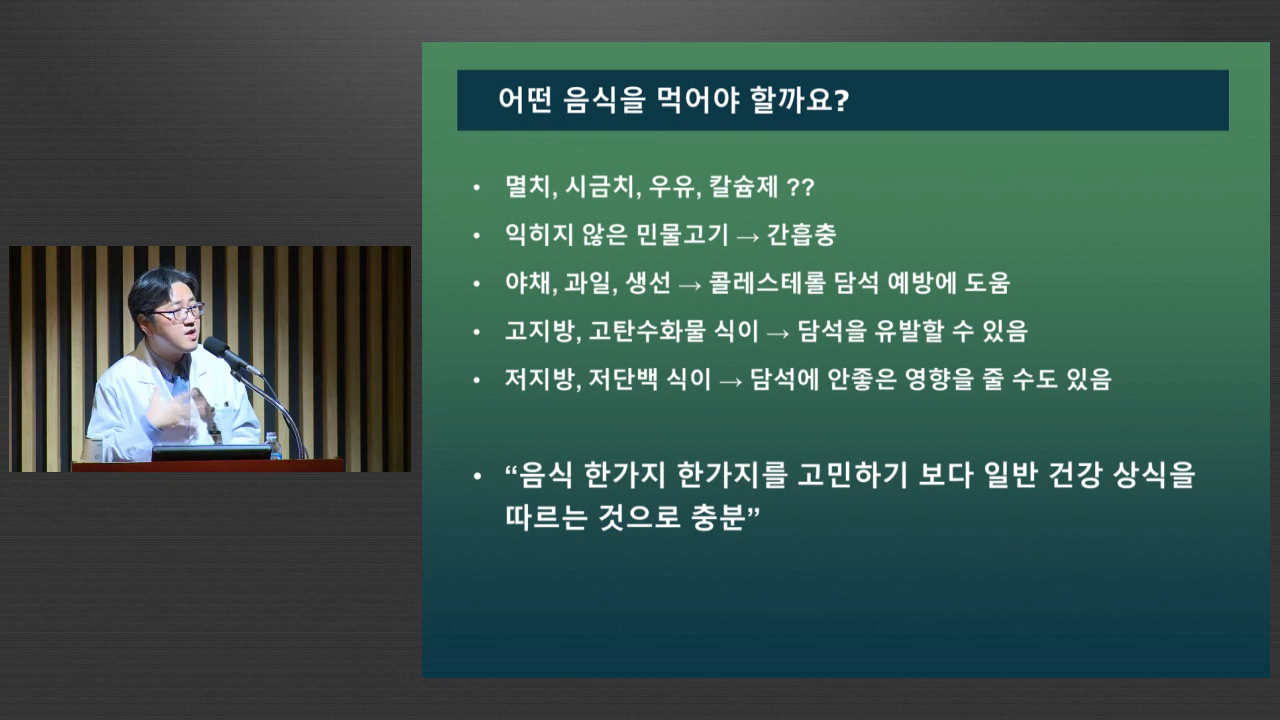 어떤 음식을 먹어야 할까요?
• 멸치, 시금치, 우유, 칼슘제 ??
• 익히지 않은 민물고기 → 간흡충
• 야채, 과일, 생선 → 콜레스테롤 담석 예방에 도움
• 고지방, 고탄수화물 식이 → 담석을 유발할 수 있음
• 저지방, 저단백 식이 → 담석에 안좋은 영향을 줄 수도 있음
• “음식 한가지 한가지를 고민하기 보다 일반 건강 상식을
따르는 것으로 충분”